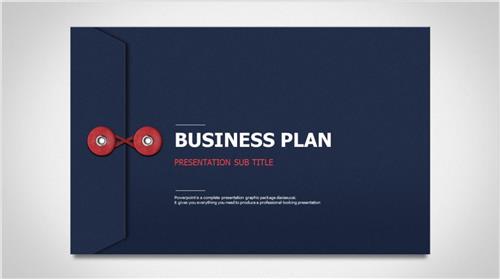 BUSINESS PLAN
PRESENTATION SUB TITLE
Powerpoint is a complete presentation graphic package
It gives you everything you need to produce a professional-looking presentation